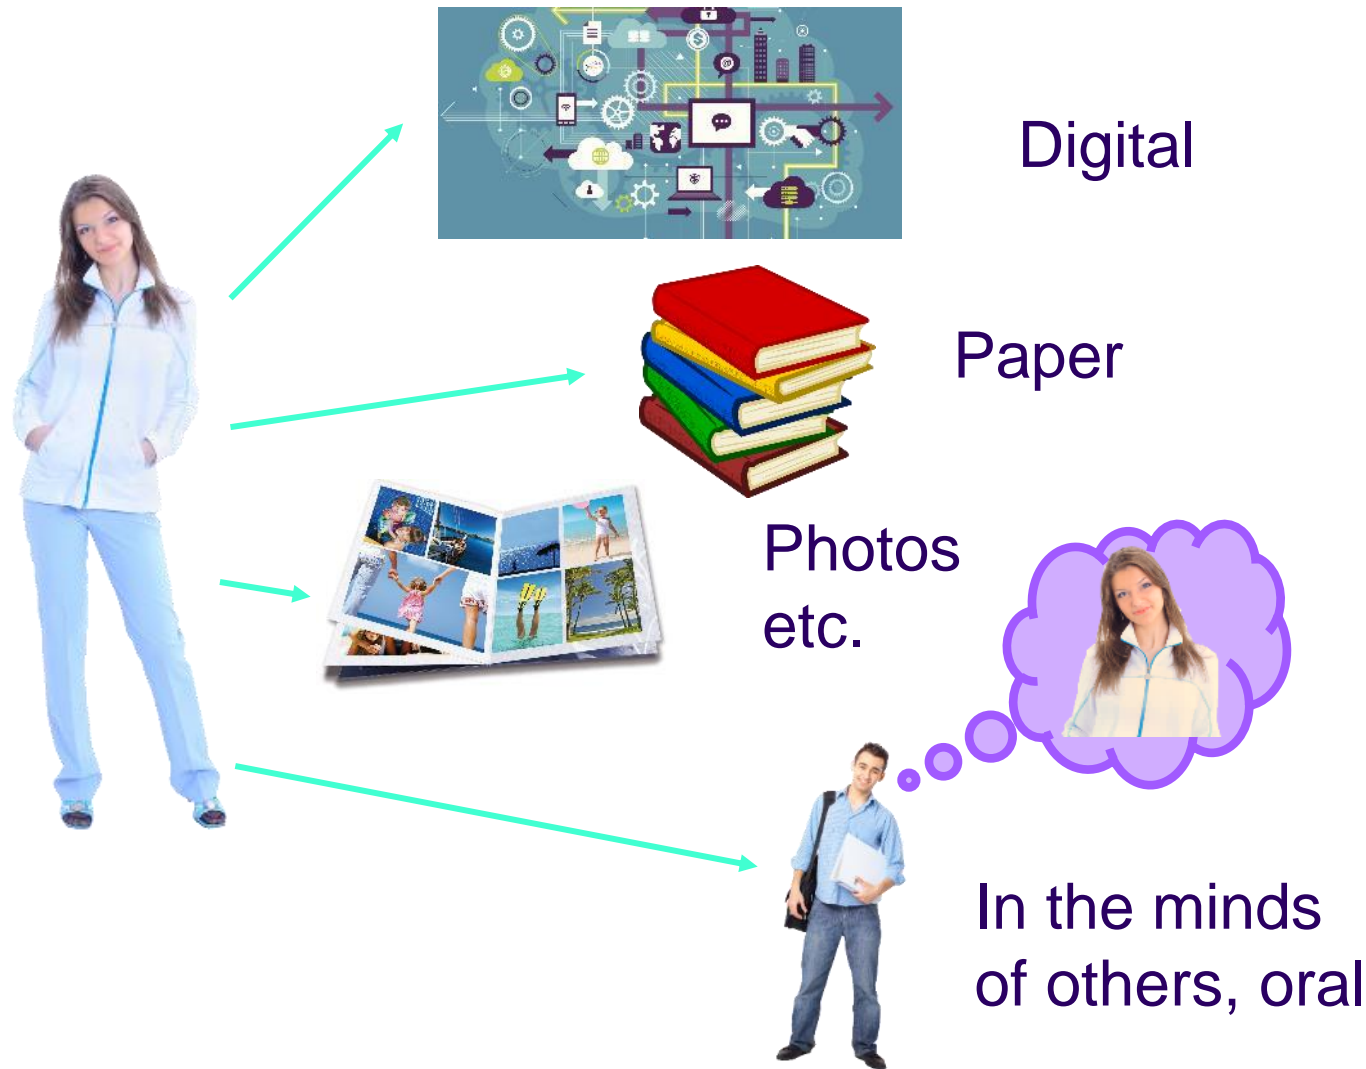 Digital
Paper
Photos
etc.
In the minds
of others, oral